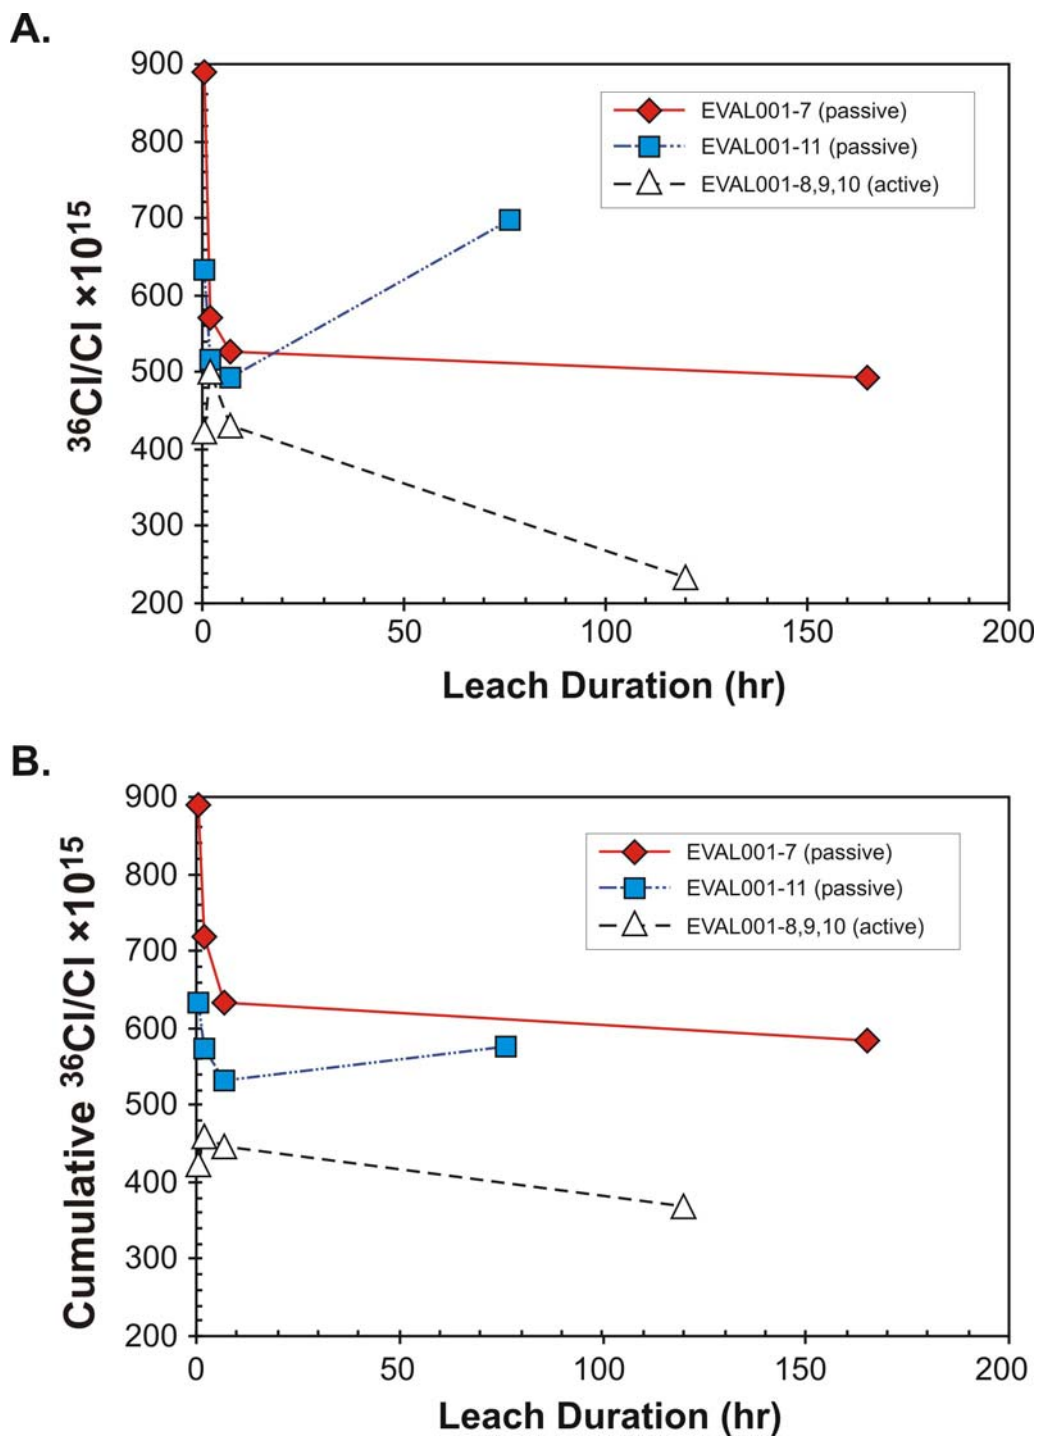 A.
900
800
700
600
500
400
300
200
³⁶Cl/Cl ×10¹⁵
EVAL001-7 (passive)
EVAL001-11 (passive)
EVAL001-8,9,10 (active)
0 50 100 150 200
Leach Duration (hr)
B.
900
800
700
600
500
400
300
200
Cumulative ³⁶Cl/Cl ×10¹⁵
EVAL001-7 (passive)
EVAL001-11 (passive)
EVAL001-8,9,10 (active)
0 50 100 150 200
Leach Duration (hr)